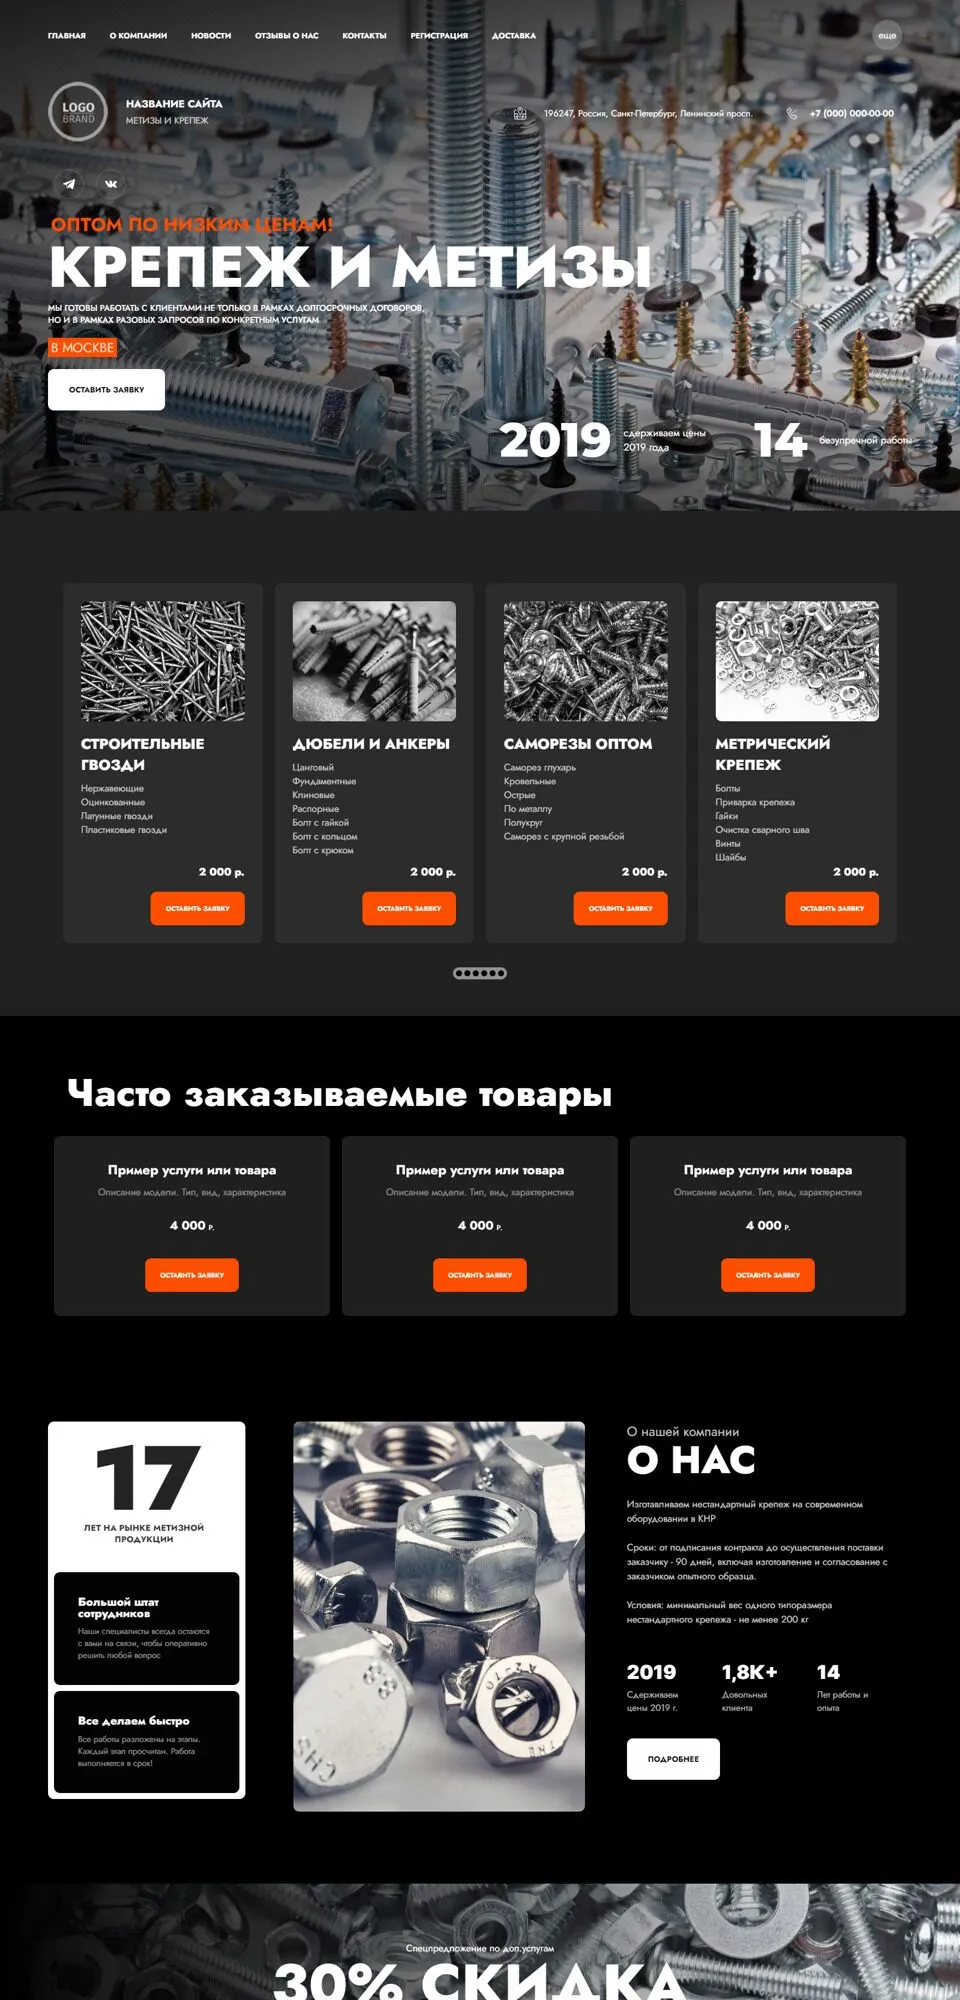 ГЛАВНАЯ О КОМПАНИИ НОВОСТИ ОТЗЫВЫ О НАС КОНТАКТЫ РЕГИСТРАЦИЯ ДОСТАВКА еще
LOGO
BRAND
НАЗВАНИЕ САЙТА
МЕТИЗЫ И КРЕПЕЖ
196247, Россия, Санкт-Петербург, Ленинский просп.
+7 (000) 000-00-00
ОПТОМ ПО НИЗКИМ ЦЕНАМ!
КРЕПЕЖ И МЕТИЗЫ
МЫ ГОТОВЫ РАБОТАТЬ С КЛИЕНТАМИ НЕ ТОЛЬКО В РАМКАХ ДОЛГОСРОЧНЫХ ДОГОВОРОВ,
НО И В РАМКАХ РАЗОВЫХ ЗАПРОСОВ ПО КОНКРЕТНЫМ УСЛУГАМ
В МОСКВЕ
ОСТАВИТЬ ЗАЯВКУ
2019
сдерживаем цены
2019 года
14
безупречной работы
СТРОИТЕЛЬНЫЕ
ГВОЗДИ
Нержавеющие
Оцинкованные
Латунные гвозди
Пластиковые гвозди
2 000 р.
ОСТАВИТЬ ЗАЯВКУ
ДЮБЕЛИ И АНКЕРЫ
Цанговый
Фундаментные
Клиновые
Распорные
Болт с гайкой
Болт с кольцом
Болт с крюком
2 000 р.
ОСТАВИТЬ ЗАЯВКУ
САМОРЕЗЫ ОПТОМ
Саморез глухарь
Кровельные
Острые
По металлу
Полукруг
Саморез с крупной резьбой
2 000 р.
ОСТАВИТЬ ЗАЯВКУ
МЕТРИЧЕСКИЙ
КРЕПЕЖ
Болты
Приварка крепежа
Гайки
Очистка сварного шва
Винты
Шайбы
2 000 р.
ОСТАВИТЬ ЗАЯВКУ
Часто заказываемые товары
Пример услуги или товара
Описание модели. Тип, вид, характеристика
4 000 р.
ОСТАВИТЬ ЗАЯВКУ
Пример услуги или товара
Описание модели. Тип, вид, характеристика
4 000 р.
ОСТАВИТЬ ЗАЯВКУ
Пример услуги или товара
Описание модели. Тип, вид, характеристика
4 000 р.
ОСТАВИТЬ ЗАЯВКУ
17
ЛЕТ НА РЫНКЕ МЕТИЗНОЙ
ПРОДУКЦИИ
Большой штат
сотрудников
Наши специалисты всегда остаются
с вами на связи, чтобы оперативно
решить любой вопрос
Все делаем быстро
Все работы разложены на этапы.
Каждый этап просчитан. Работа
выполняется в срок!
О нашей компании
О НАС
Изготавливаем нестандартный крепеж на современном
оборудовании в КНР
Сроки: от подписания контракта до осуществления поставки
заказчику - 90 дней, включая изготовление и согласование с
заказчиком опытного образца.
Условия: минимальный вес одного типоразмера
нестандартного крепежа - не менее 200 кг
2019
Сдерживаем
цены 2019 г.
1,8K+
Довольных
клиента
14
Лет работы и
опыта
ПОДРОБНЕЕ
Спецпредложение по доп.услугам
30% СКИДКА